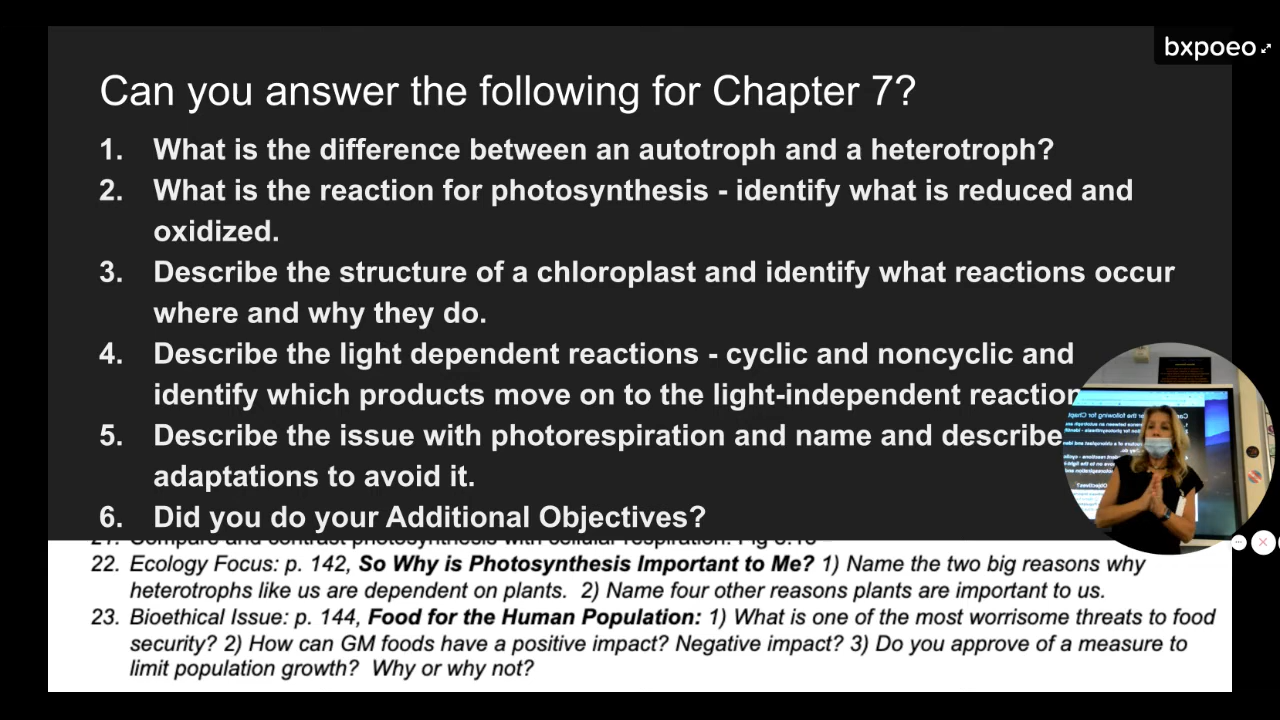 bxpoeo
Can you answer the following for Chapter 7?
1. What is the difference between an autotroph and a heterotroph?
2. What is the reaction for photosynthesis - identify what is reduced and
oxidized.
3. Describe the structure of a chloroplast and identify what reactions occur
where and why they do.
4. Describe the light dependent reactions - cyclic and noncyclic and
identify which products move on to the light-independent reaction
5. Describe the issue with photorespiration and name and describe
adaptations to avoid it.
6. Did you do your Additional Objectives?
22. Ecology Focus: p. 142, So Why is Photosynthesis Important to Me? 1) Name the two big reasons why
heterotrophs like us are dependent on plants. 2) Name four other reasons plants are important to us.
23. Bioethical Issue: p. 144, Food for the Human Population: 1) What is one of the most worrisome threats to food
security? 2) How can GM foods have a positive impact? Negative impact? 3) Do you approve of a measure to
limit population growth? Why or why not?